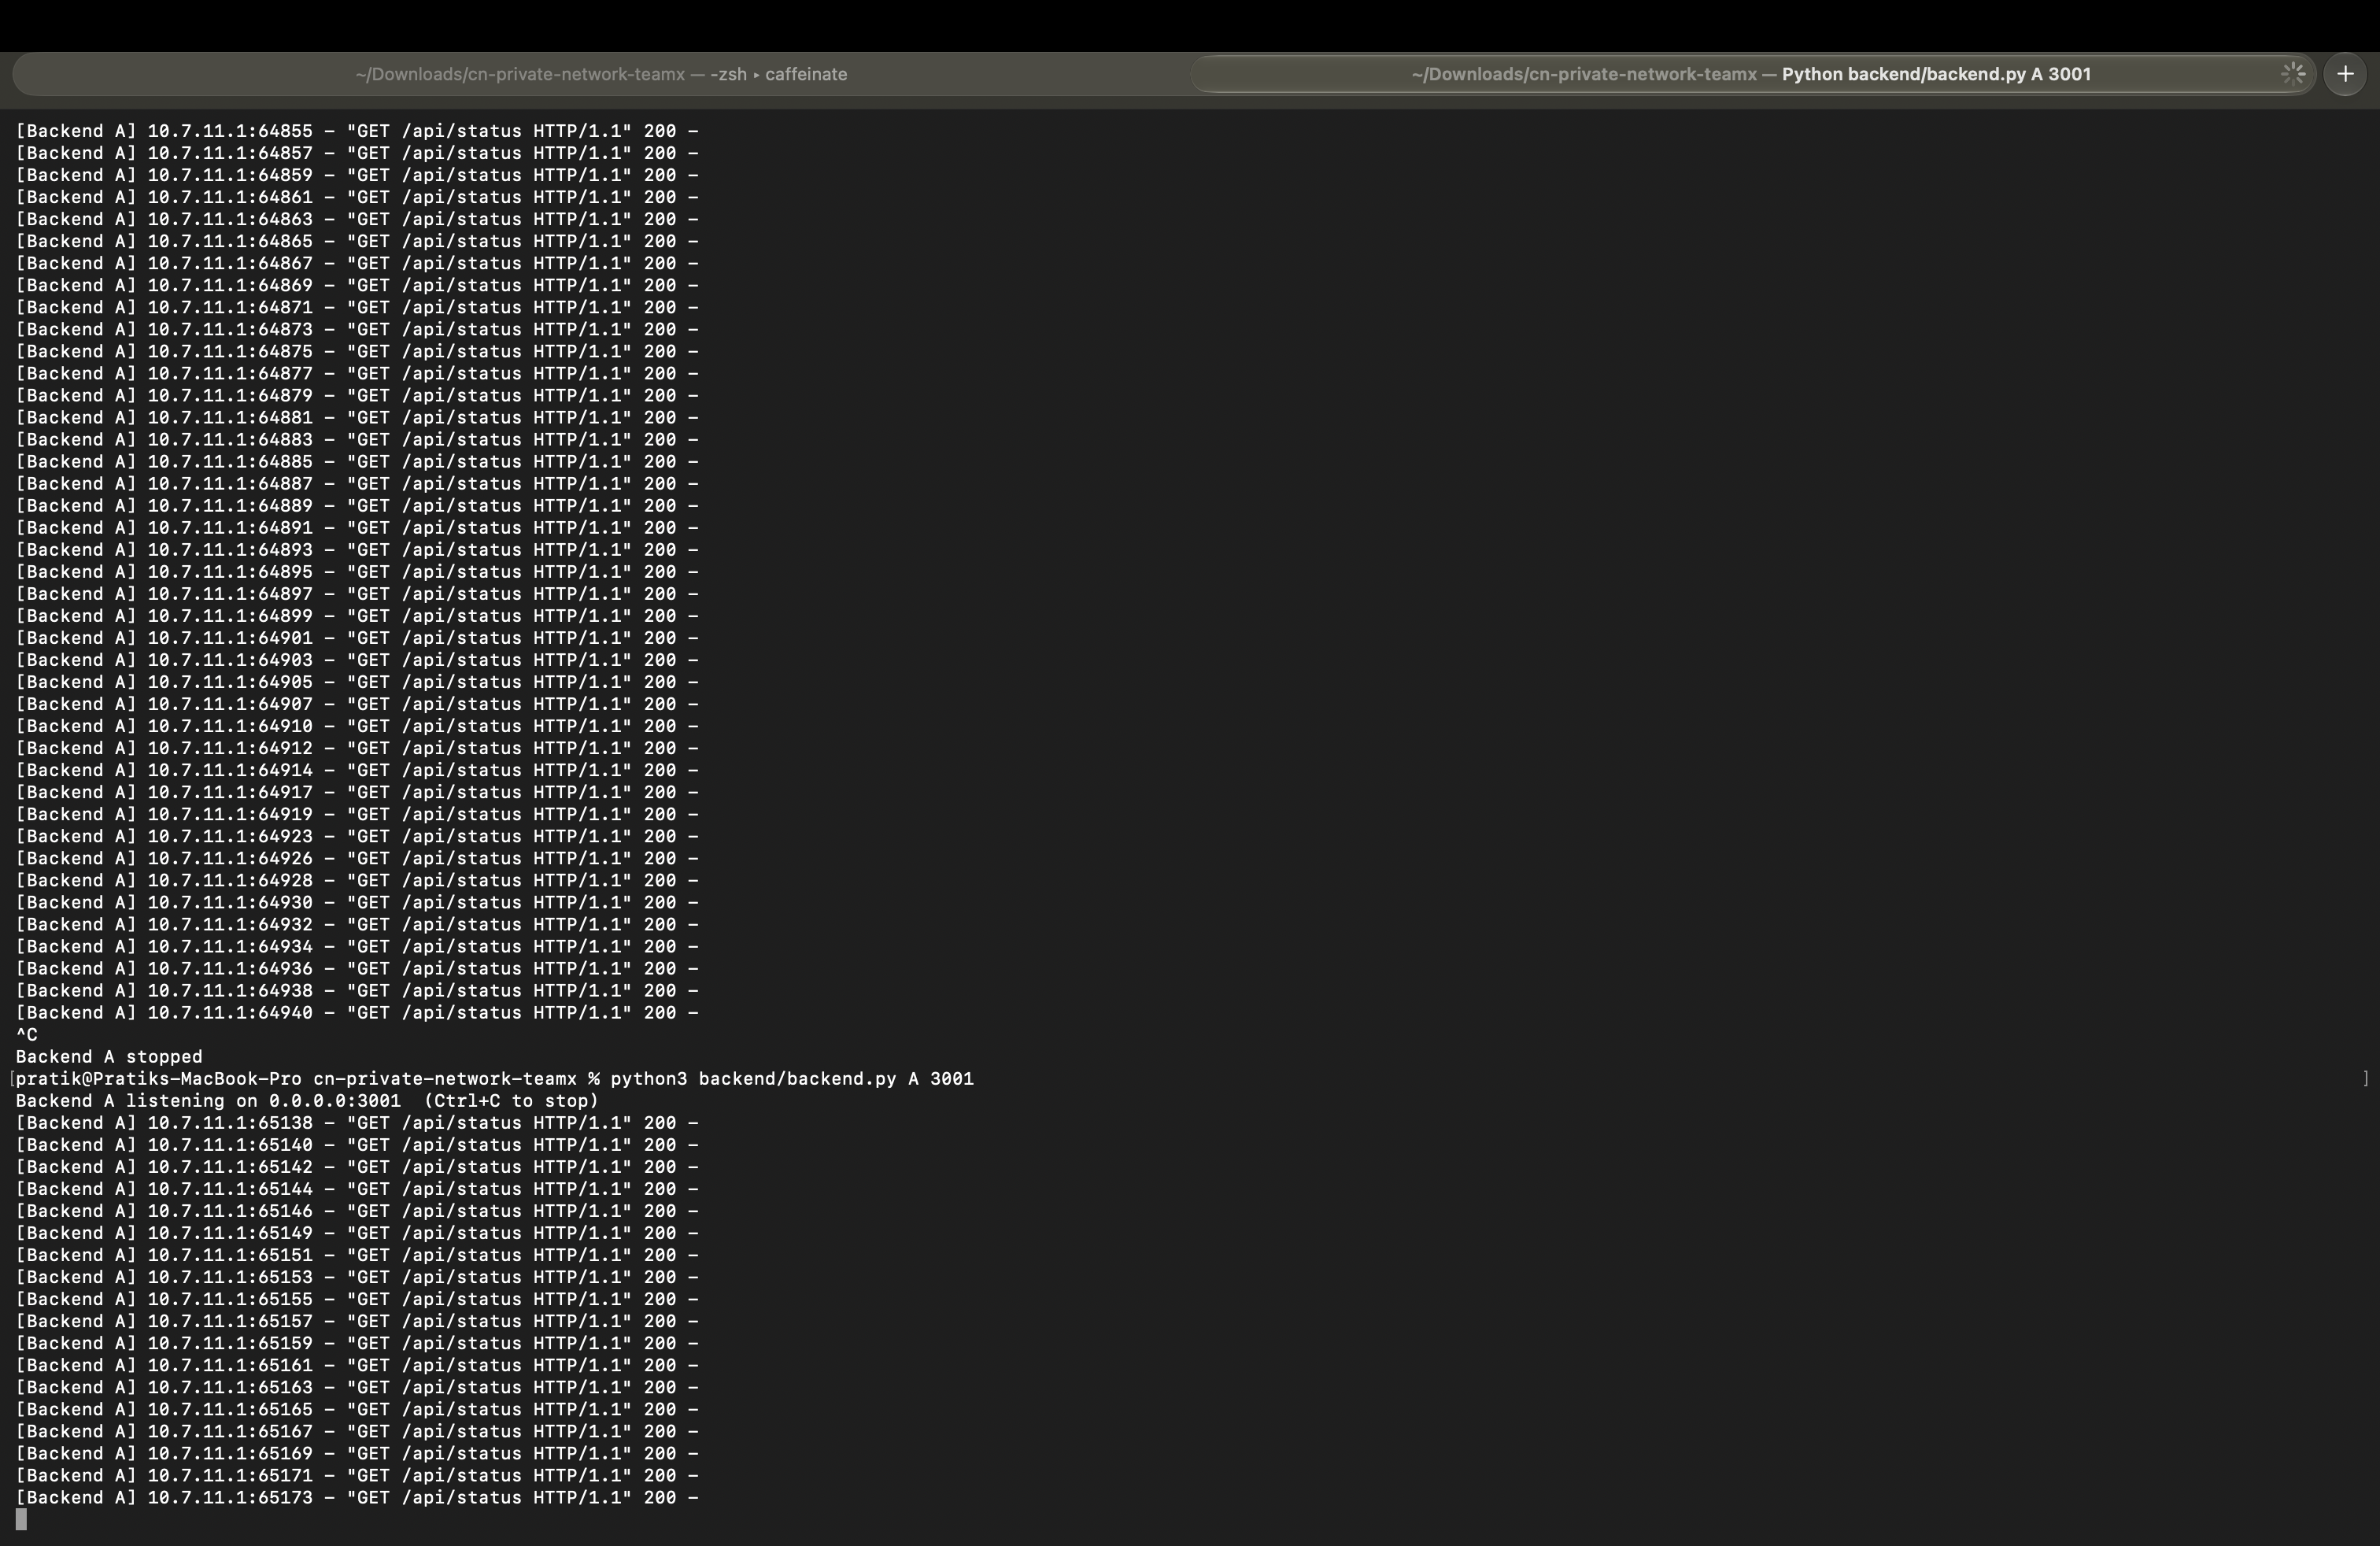 ~/Downloads/cn-private-network-teamx — -zsh ▸ caffeinate
~/Downloads/cn-private-network-teamx — Python backend/backend.py A 3001
+
[Backend A] 10.7.11.1:64855 – "GET /api/status HTTP/1.1" 200 –
[Backend A] 10.7.11.1:64857 – "GET /api/status HTTP/1.1" 200 –
[Backend A] 10.7.11.1:64859 – "GET /api/status HTTP/1.1" 200 –
[Backend A] 10.7.11.1:64861 – "GET /api/status HTTP/1.1" 200 –
[Backend A] 10.7.11.1:64863 – "GET /api/status HTTP/1.1" 200 –
[Backend A] 10.7.11.1:64865 – "GET /api/status HTTP/1.1" 200 –
[Backend A] 10.7.11.1:64867 – "GET /api/status HTTP/1.1" 200 –
[Backend A] 10.7.11.1:64869 – "GET /api/status HTTP/1.1" 200 –
[Backend A] 10.7.11.1:64871 – "GET /api/status HTTP/1.1" 200 –
[Backend A] 10.7.11.1:64873 – "GET /api/status HTTP/1.1" 200 –
[Backend A] 10.7.11.1:64875 – "GET /api/status HTTP/1.1" 200 –
[Backend A] 10.7.11.1:64877 – "GET /api/status HTTP/1.1" 200 –
[Backend A] 10.7.11.1:64879 – "GET /api/status HTTP/1.1" 200 –
[Backend A] 10.7.11.1:64881 – "GET /api/status HTTP/1.1" 200 –
[Backend A] 10.7.11.1:64883 – "GET /api/status HTTP/1.1" 200 –
[Backend A] 10.7.11.1:64885 – "GET /api/status HTTP/1.1" 200 –
[Backend A] 10.7.11.1:64887 – "GET /api/status HTTP/1.1" 200 –
[Backend A] 10.7.11.1:64889 – "GET /api/status HTTP/1.1" 200 –
[Backend A] 10.7.11.1:64891 – "GET /api/status HTTP/1.1" 200 –
[Backend A] 10.7.11.1:64893 – "GET /api/status HTTP/1.1" 200 –
[Backend A] 10.7.11.1:64895 – "GET /api/status HTTP/1.1" 200 –
[Backend A] 10.7.11.1:64897 – "GET /api/status HTTP/1.1" 200 –
[Backend A] 10.7.11.1:64899 – "GET /api/status HTTP/1.1" 200 –
[Backend A] 10.7.11.1:64901 – "GET /api/status HTTP/1.1" 200 –
[Backend A] 10.7.11.1:64903 – "GET /api/status HTTP/1.1" 200 –
[Backend A] 10.7.11.1:64905 – "GET /api/status HTTP/1.1" 200 –
[Backend A] 10.7.11.1:64907 – "GET /api/status HTTP/1.1" 200 –
[Backend A] 10.7.11.1:64910 – "GET /api/status HTTP/1.1" 200 –
[Backend A] 10.7.11.1:64912 – "GET /api/status HTTP/1.1" 200 –
[Backend A] 10.7.11.1:64914 – "GET /api/status HTTP/1.1" 200 –
[Backend A] 10.7.11.1:64917 – "GET /api/status HTTP/1.1" 200 –
[Backend A] 10.7.11.1:64919 – "GET /api/status HTTP/1.1" 200 –
[Backend A] 10.7.11.1:64923 – "GET /api/status HTTP/1.1" 200 –
[Backend A] 10.7.11.1:64926 – "GET /api/status HTTP/1.1" 200 –
[Backend A] 10.7.11.1:64928 – "GET /api/status HTTP/1.1" 200 –
[Backend A] 10.7.11.1:64930 – "GET /api/status HTTP/1.1" 200 –
[Backend A] 10.7.11.1:64932 – "GET /api/status HTTP/1.1" 200 –
[Backend A] 10.7.11.1:64934 – "GET /api/status HTTP/1.1" 200 –
[Backend A] 10.7.11.1:64936 – "GET /api/status HTTP/1.1" 200 –
[Backend A] 10.7.11.1:64938 – "GET /api/status HTTP/1.1" 200 –
[Backend A] 10.7.11.1:64940 – "GET /api/status HTTP/1.1" 200 –
^C
Backend A stopped
[pratik@Pratiks–MacBook–Pro cn–private–network–teamx % python3 backend/backend.py A 3001 ]
Backend A listening on 0.0.0.0:3001  (Ctrl+C to stop)
[Backend A] 10.7.11.1:65138 – "GET /api/status HTTP/1.1" 200 –
[Backend A] 10.7.11.1:65140 – "GET /api/status HTTP/1.1" 200 –
[Backend A] 10.7.11.1:65142 – "GET /api/status HTTP/1.1" 200 –
[Backend A] 10.7.11.1:65144 – "GET /api/status HTTP/1.1" 200 –
[Backend A] 10.7.11.1:65146 – "GET /api/status HTTP/1.1" 200 –
[Backend A] 10.7.11.1:65149 – "GET /api/status HTTP/1.1" 200 –
[Backend A] 10.7.11.1:65151 – "GET /api/status HTTP/1.1" 200 –
[Backend A] 10.7.11.1:65153 – "GET /api/status HTTP/1.1" 200 –
[Backend A] 10.7.11.1:65155 – "GET /api/status HTTP/1.1" 200 –
[Backend A] 10.7.11.1:65157 – "GET /api/status HTTP/1.1" 200 –
[Backend A] 10.7.11.1:65159 – "GET /api/status HTTP/1.1" 200 –
[Backend A] 10.7.11.1:65161 – "GET /api/status HTTP/1.1" 200 –
[Backend A] 10.7.11.1:65163 – "GET /api/status HTTP/1.1" 200 –
[Backend A] 10.7.11.1:65165 – "GET /api/status HTTP/1.1" 200 –
[Backend A] 10.7.11.1:65167 – "GET /api/status HTTP/1.1" 200 –
[Backend A] 10.7.11.1:65169 – "GET /api/status HTTP/1.1" 200 –
[Backend A] 10.7.11.1:65171 – "GET /api/status HTTP/1.1" 200 –
[Backend A] 10.7.11.1:65173 – "GET /api/status HTTP/1.1" 200 –